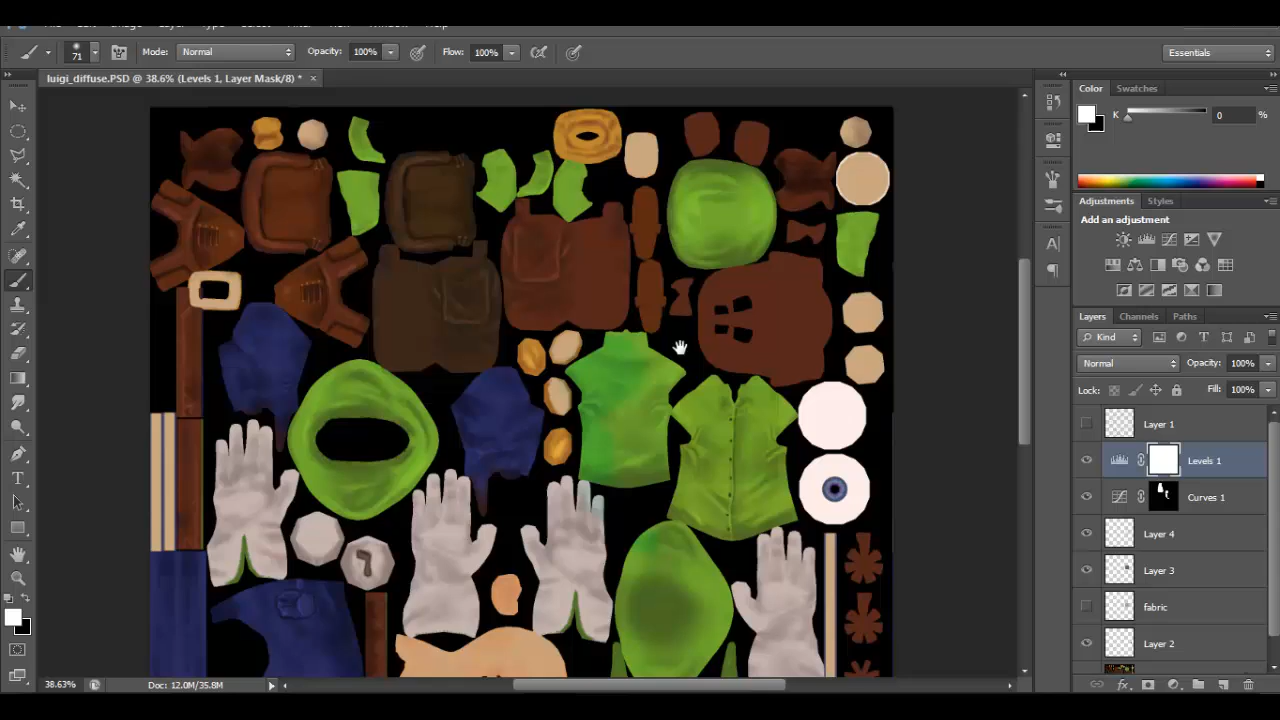 71 Mode: Normal Opacity: 100% Flow: 100% Essentials
luigi_diffuse.PSD @ 38.6% (Levels 1, Layer Mask/8) * ×
Color Swatches
K 0 %
Adjustments Styles
Add an adjustment
Layers Channels Paths
Kind
Normal Opacity: 100%
Lock: Fill: 100%
Layer 1
Levels 1
Curves 1
Layer 4
Layer 3
fabric
Layer 2
38.63% Doc: 12.0M/35.8M